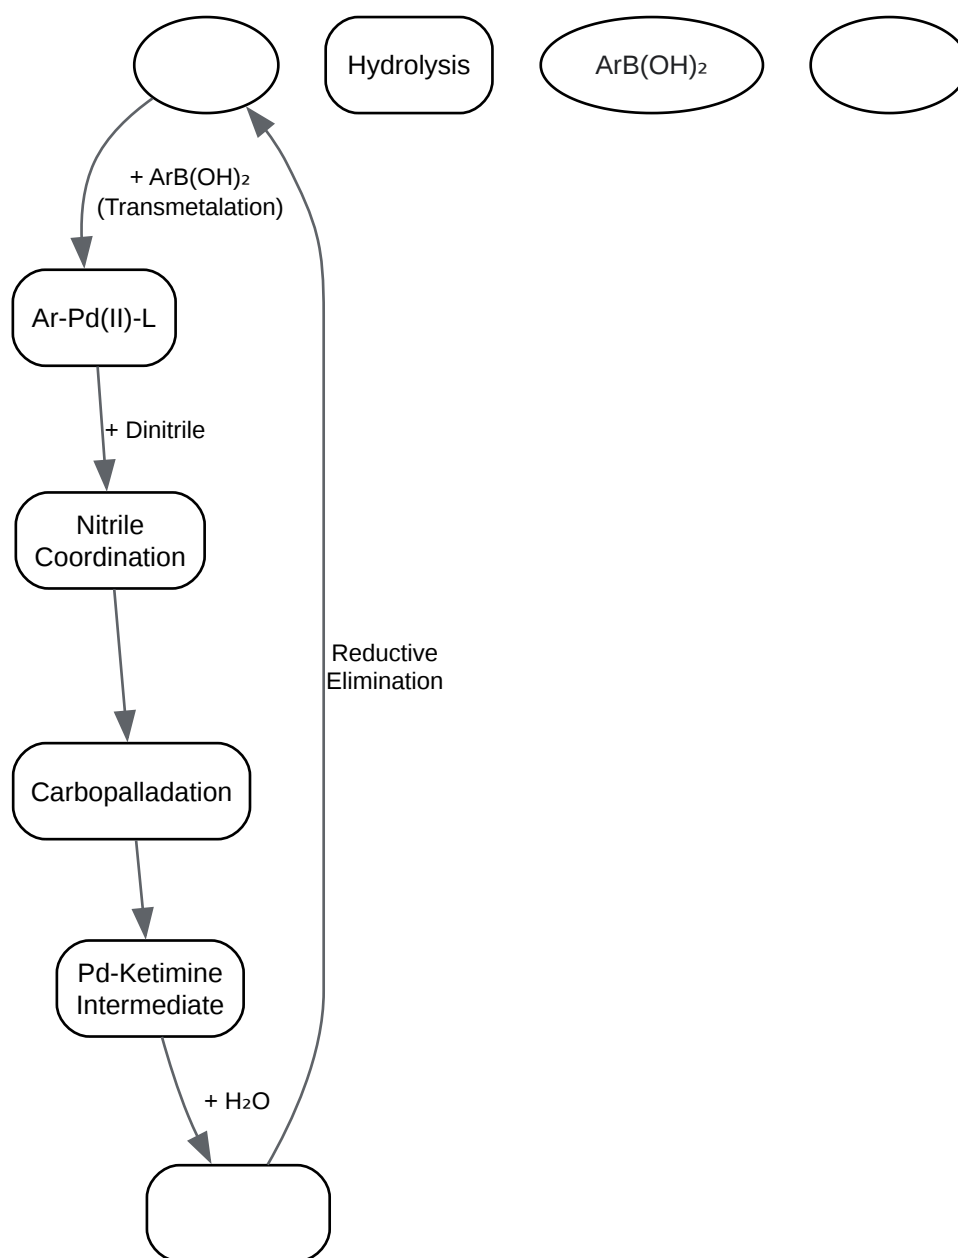 Hydrolysis
ArB(OH)₂
+ ArB(OH)₂
(Transmetalation)
Ar-Pd(II)-L
+ Dinitrile
Nitrile
Coordination
Reductive
Elimination
Carbopalladation
Pd-Ketimine
Intermediate
+ H₂O